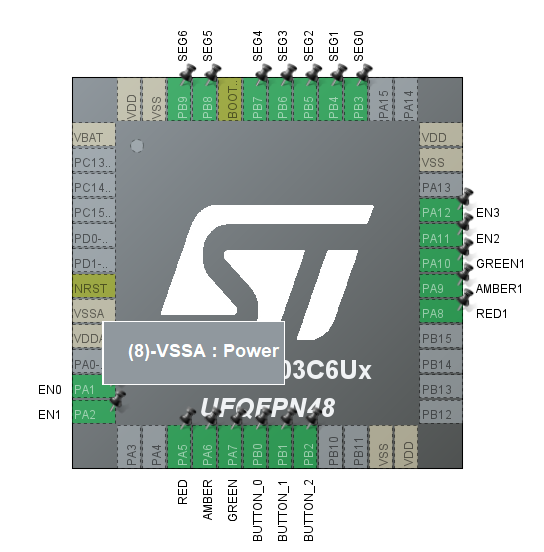 SEG6
SEG5
SEG4
SEG3
SEG2
SEG1
SEG0
VDD
VSS
PB9
PB8
BOOT..
PB7
PB6
PB5
PB4
PB3
PA15
PA14
VBAT
PC13..
PC14..
PC15..
PD0-..
PD1-..
NRST
VSSA
VDDA
PA0-..
EN0 PA1
EN1 PA2
(8)-VSSA : Power
03C6Ux
UFQFPN48
VDD
VSS
PA13
PA12 EN3
PA11 EN2
PA10 GREEN1
PA9 AMBER1
PA8 RED1
PB15
PB14
PB13
PB12
PA3
PA4
PA5
PA6
PA7
PB0
PB1
PB2
PB10
PB11
VSS
VDD
RED
AMBER
GREEN
BUTTON_0
BUTTON_1
BUTTON_2